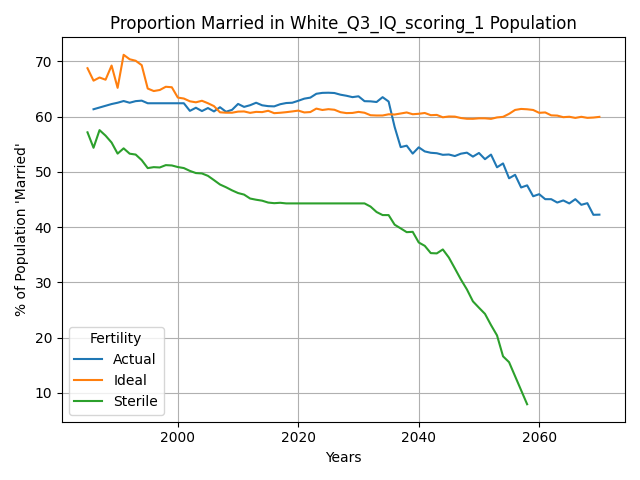 Proportion Married in White_Q3_IQ_scoring_1 Population
% of Population 'Married'
70
60
50
40
30
20
10
Fertility
Actual
Ideal
Sterile
2000
2020
2040
2060
Years